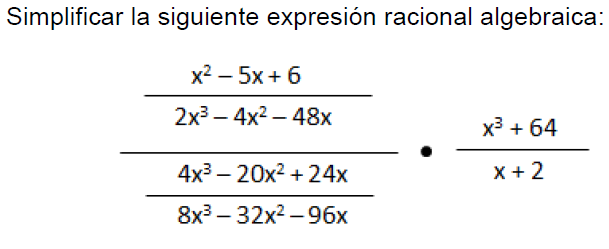 Simplificar la siguiente expresión racional algebraica:
x² – 5x + 6
2x³ – 4x² – 48x
4x³ – 20x² + 24x
8x³ – 32x² – 96x
•
x³ + 64
x + 2